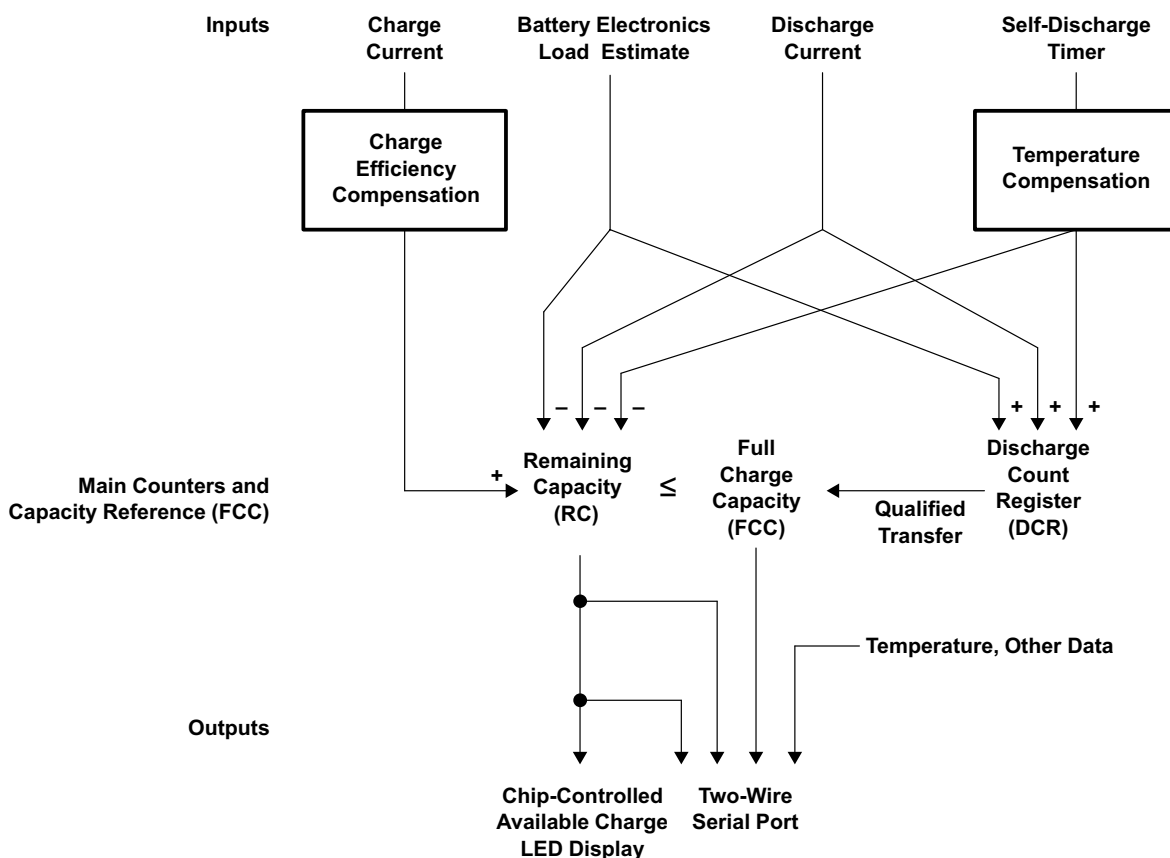 Inputs
Charge
Current
Battery Electronics
Load Estimate
Discharge
Current
Self-Discharge
Timer
Charge
Efficiency
Compensation
Temperature
Compensation
– – –
+ + +
Main Counters and
Capacity Reference (FCC)
+
Remaining
Capacity
(RC)
≤
Full
Charge
Capacity
(FCC)
Qualified
Transfer
Discharge
Count
Register
(DCR)
Temperature, Other Data
Outputs
Chip-Controlled
Available Charge
LED Display
Two-Wire
Serial Port